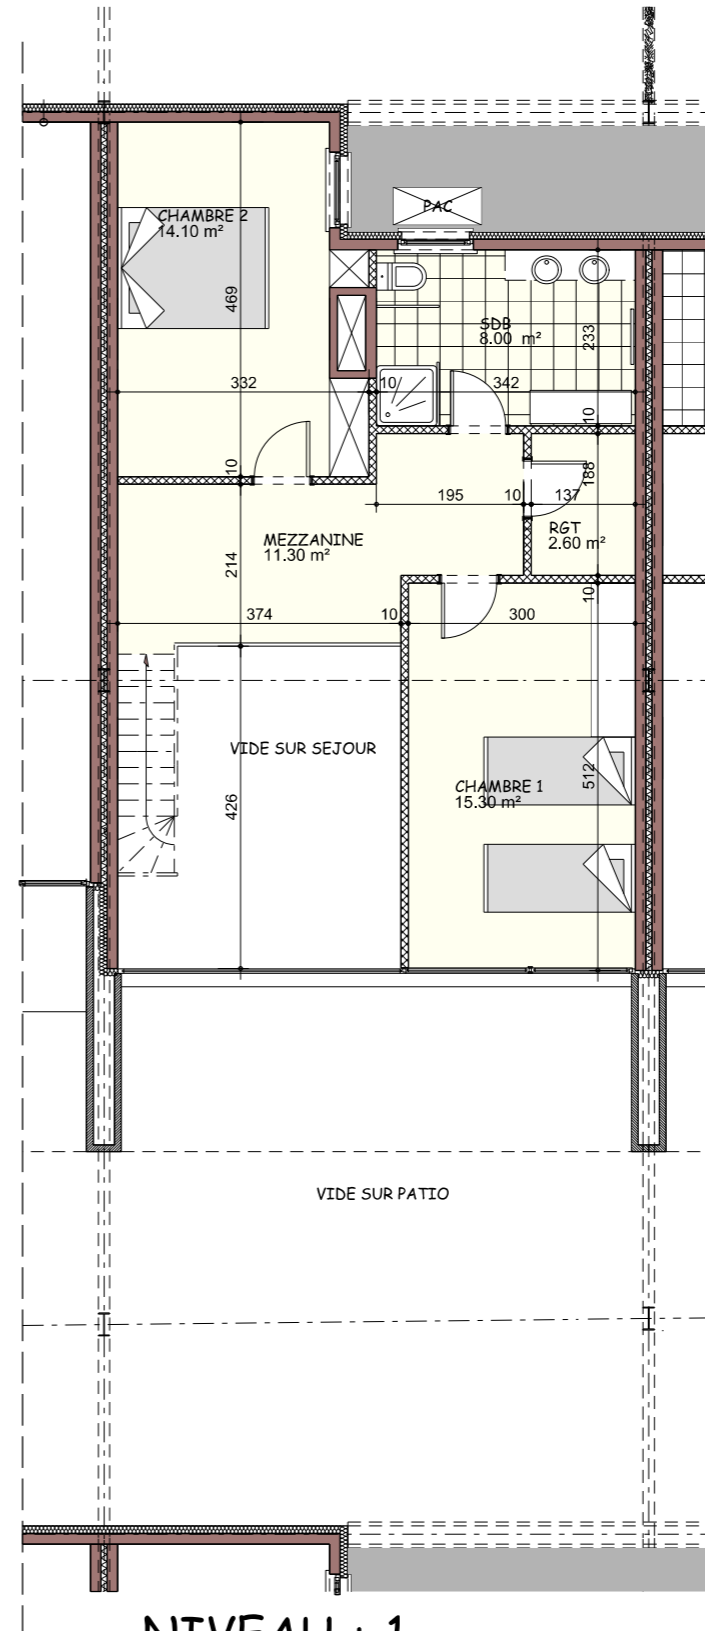 PAC
CHAMBRE 2
14.10 m²
469
SDB
8.00 m²
233
332
10
342
10
10
188
195
10
137
MEZZANINE
11.30 m²
RGT
2.60 m²
214
10
374
10
300
VIDE SUR SEJOUR
CHAMBRE 1
15.30 m²
512
426
VIDE SUR PATIO
NIVEAU : 1